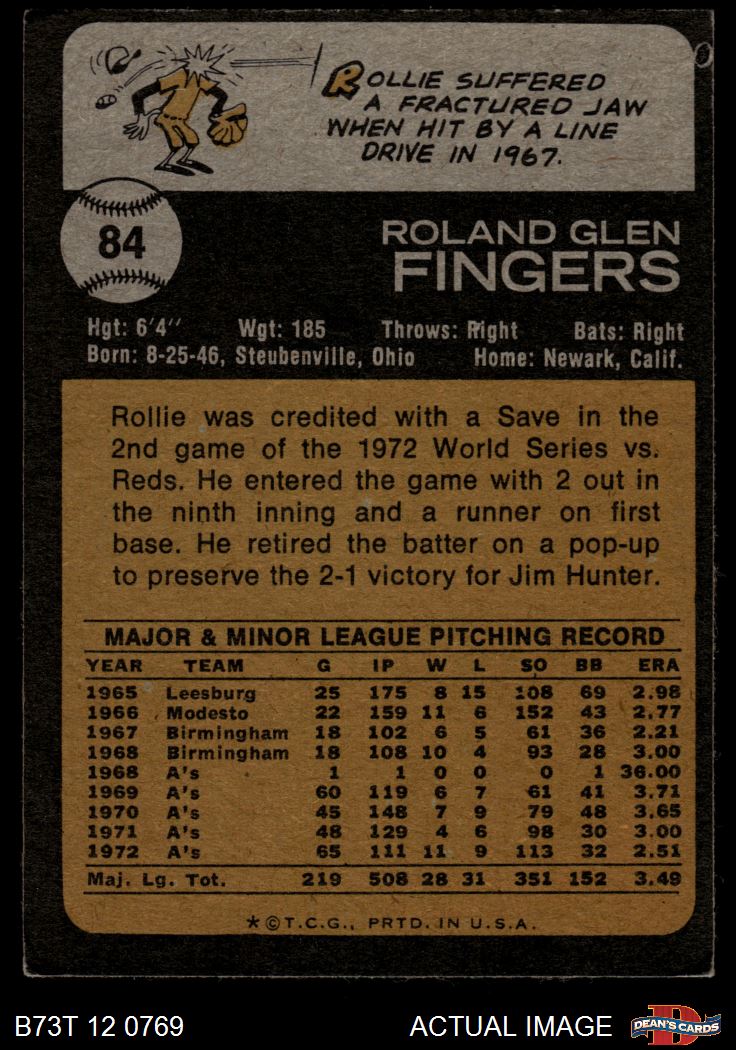 ROLLIE SUFFERED
A FRACTURED JAW
WHEN HIT BY A LINE
DRIVE IN 1967.
84
ROLAND GLEN
FINGERS
Hgt: 6'4" Wgt: 185 Throws: Right Bats: Right
Born: 8-25-46, Steubenville, Ohio Home: Newark, Calif.
Rollie was credited with a Save in the
2nd game of the 1972 World Series vs.
Reds. He entered the game with 2 out in
the ninth inning and a runner on first
base. He retired the batter on a pop-up
to preserve the 2-1 victory for Jim Hunter.
MAJOR & MINOR LEAGUE PITCHING RECORD
YEAR TEAM G IP W L SO BB ERA
1965 Leesburg 25 175 8 15 108 69 2.98
1966 Modesto 22 159 11 6 152 43 2.77
1967 Birmingham 18 102 6 5 61 36 2.21
1968 Birmingham 18 108 10 4 93 28 3.00
1968 A's 1 1 0 0 0 1 36.00
1969 A's 60 119 6 7 61 41 3.71
1970 A's 45 148 7 9 79 48 3.65
1971 A's 48 129 4 6 98 30 3.00
1972 A's 65 111 11 9 113 32 2.51
Maj. Lg. Tot. 219 508 28 31 351 152 3.49
*©T.C.G., PRTD. IN U.S.A.
B73T 12 0769 ACTUAL IMAGE DEAN'S CARDS